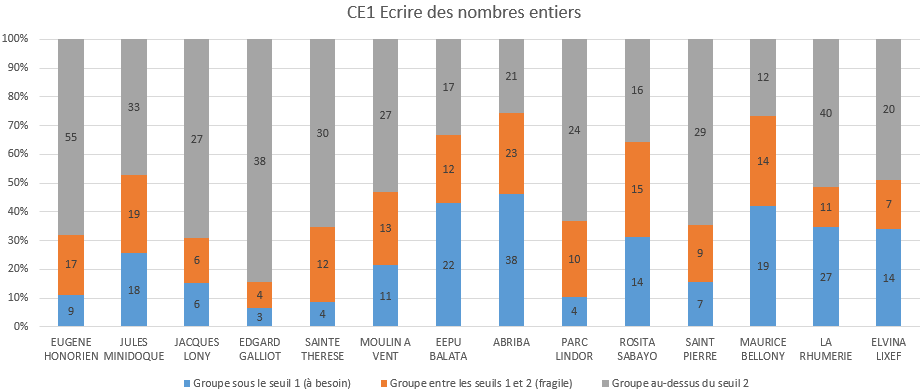 CE1 Ecrire des nombres entiers
100%
90%
80%
70%
60%
50%
40%
30%
20%
10%
0%
55 33 27 38 30 27 17 21 24 16 29 12 40 20
17 19 6 4 12 13 12 23 10 15 9 14 11 7
9 18 6 3 4 11 22 38 4 14 7 19 27 14
EUGENE JULES JACQUES EDGARD SAINTE MOULIN A EEPU ABRIBA PARC ROSITA SAINT MAURICE LA ELVINA
HONORIEN MINIDOQUE LONY GALLIOT THERESE VENT BALATA LINDOR SABAYO PIERRE BELLONY RHUMERIE LIXEF
Groupe sous le seuil 1 (à besoin) Groupe entre les seuils 1 et 2 (fragile) Groupe au-dessus du seuil 2